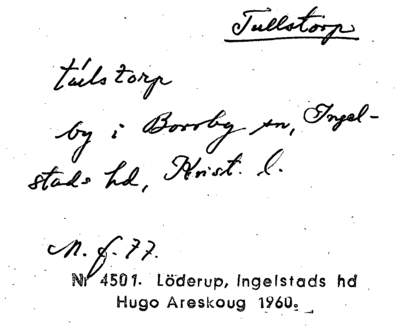 Tullstorp
túlstorp
by i Borrby sn, Ingel-
stads hd, Krist. l.
M. f. 77.
Nr 4501. Löderup, Ingelstads hd
Hugo Areskoug 1960.